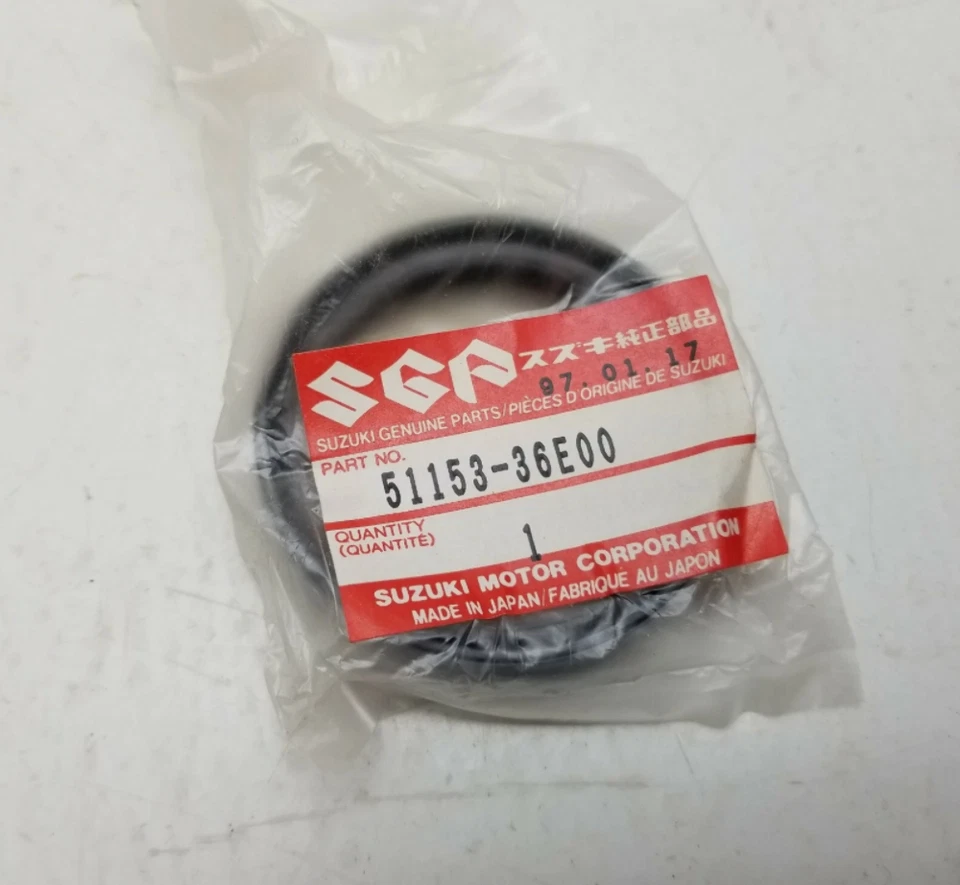 SGP スズキ純正部品
97.01.17
SUZUKI GENUINE PARTS/PIÈCES D'ORIGINE DE SUZUKI
PART NO.
51153-36E00
QUANTITY
(QUANTITÉ)
1
SUZUKI MOTOR CORPORATION
MADE IN JAPAN/FABRIQUE AU JAPON